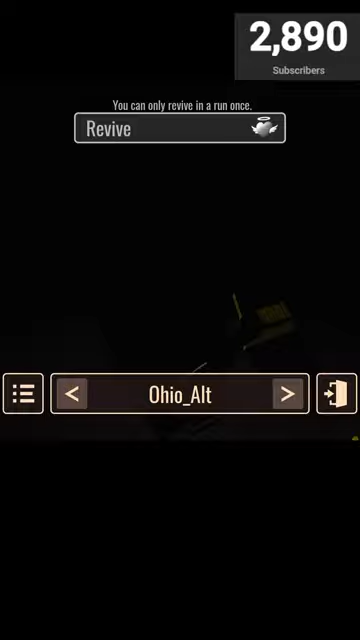 2,890
Subscribers
You can only revive in a run once.
Revive
< Ohio_Alt >